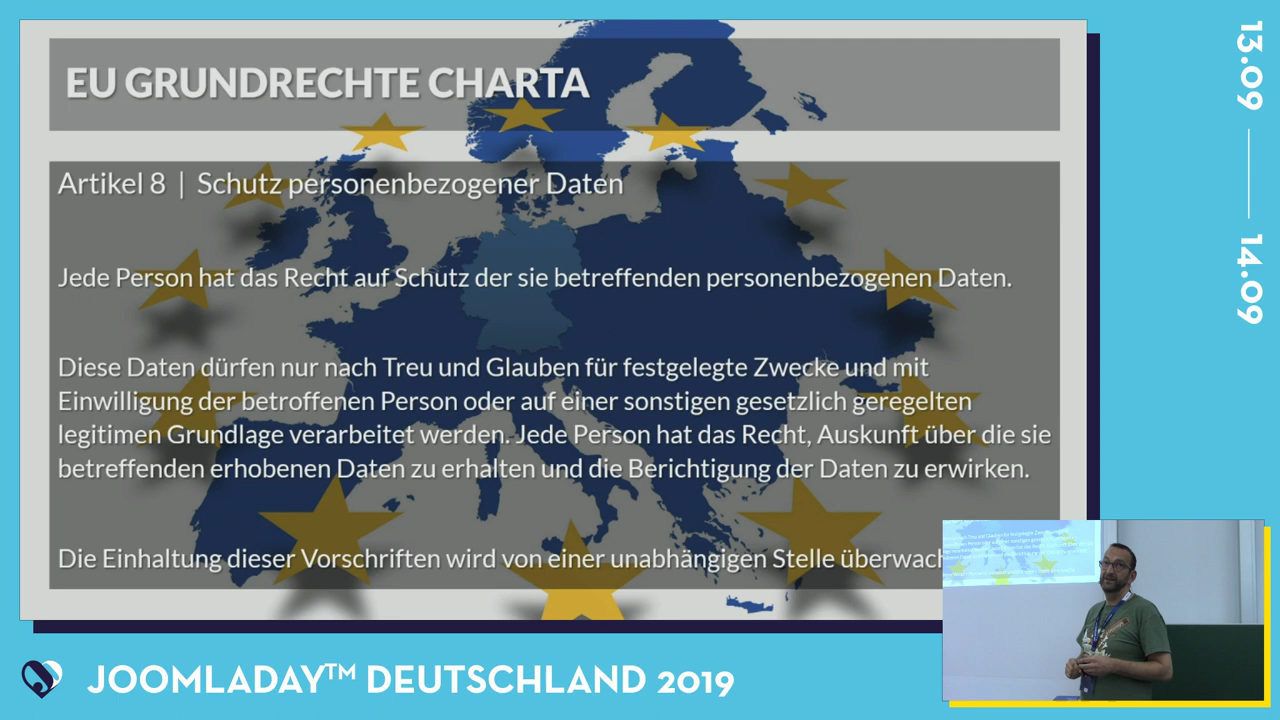 EU GRUNDRECHTE CHARTA
Artikel 8 | Schutz personenbezogener Daten
Jede Person hat das Recht auf Schutz der sie betreffenden personenbezogenen Daten.
Diese Daten dürfen nur nach Treu und Glauben für festgelegte Zwecke und mit
Einwilligung der betroffenen Person oder auf einer sonstigen gesetzlich geregelten
legitimen Grundlage verarbeitet werden. Jede Person hat das Recht, Auskunft über die sie
betreffenden erhobenen Daten zu erhalten und die Berichtigung der Daten zu erwirken.
Die Einhaltung dieser Vorschriften wird von einer unabhängigen Stelle überwach
13.09
14.09
JOOMLADAY™ DEUTSCHLAND 2019